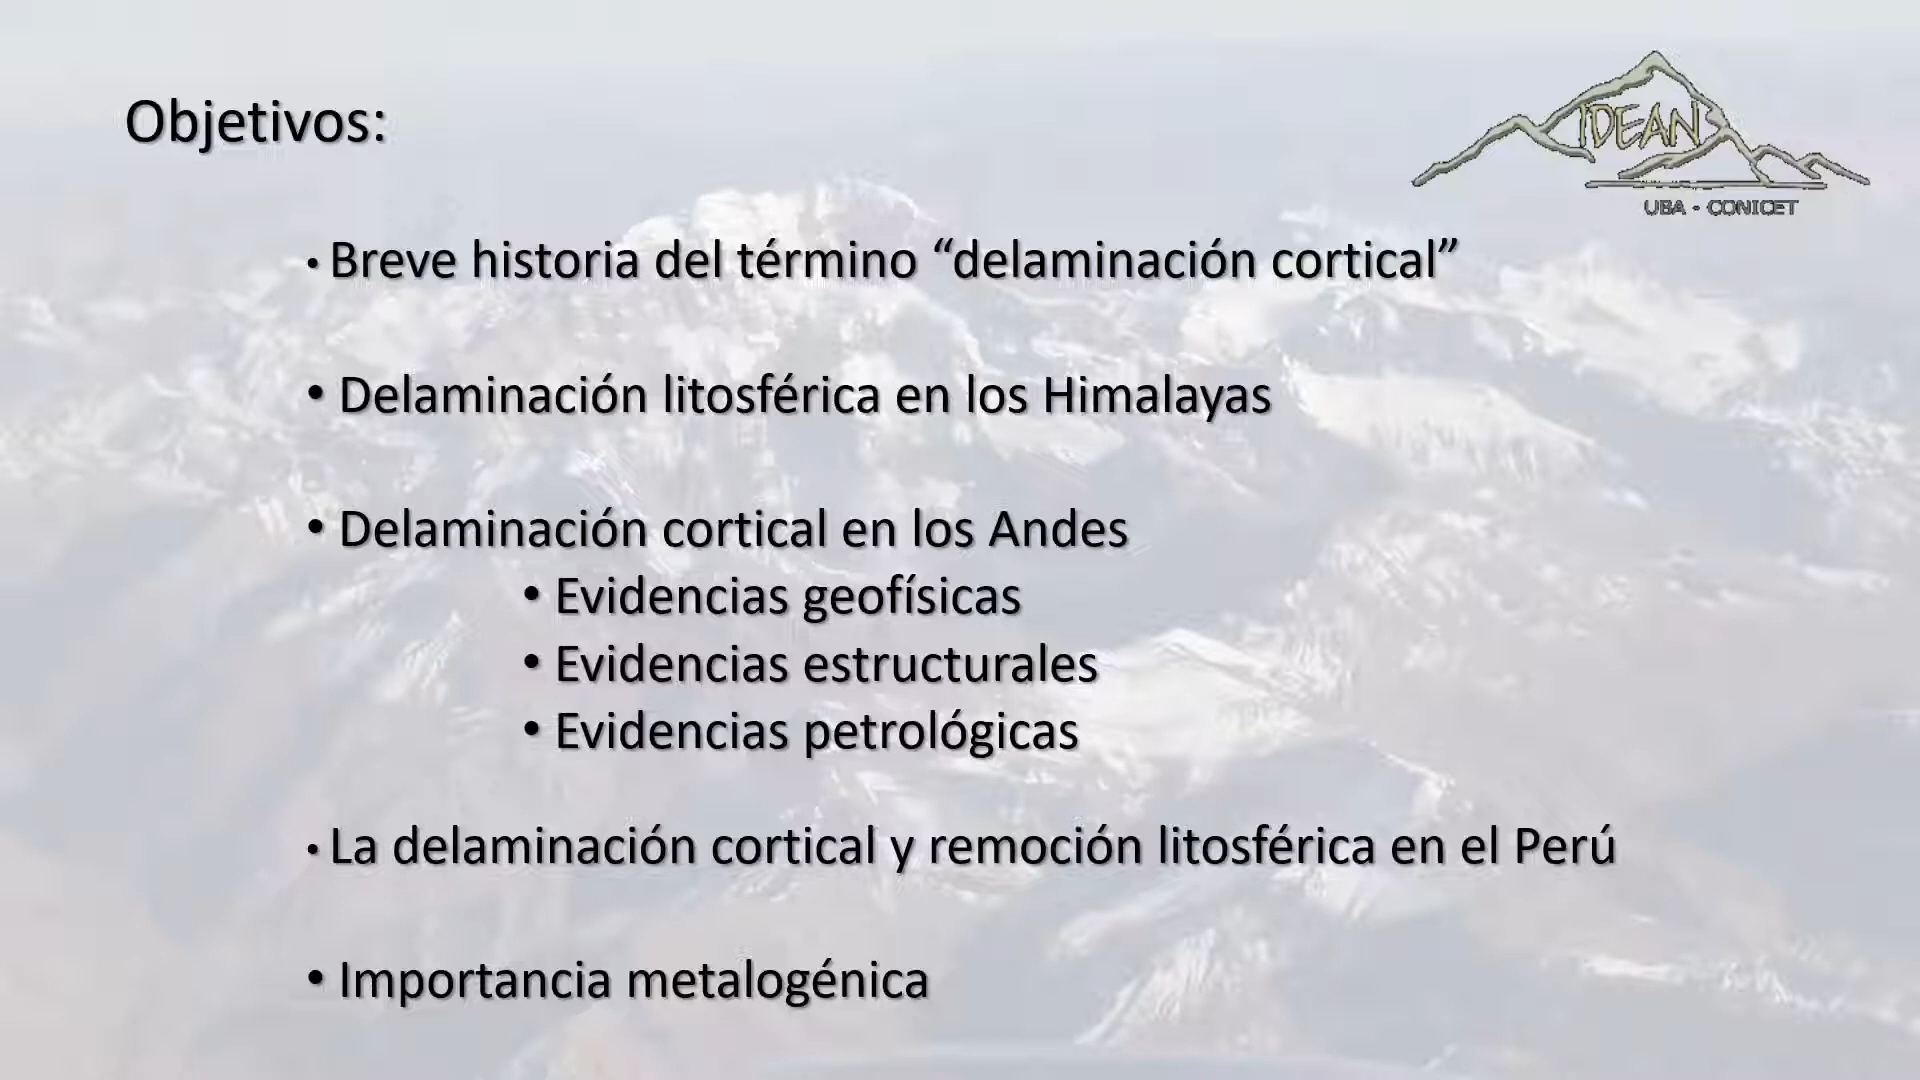 Objetivos:
IDEAN
UBA - CONICET
• Breve historia del término “delaminación cortical”
• Delaminación litosférica en los Himalayas
• Delaminación cortical en los Andes
• Evidencias geofísicas
• Evidencias estructurales
• Evidencias petrológicas
• La delaminación cortical y remoción litosférica en el Perú
• Importancia metalogénica